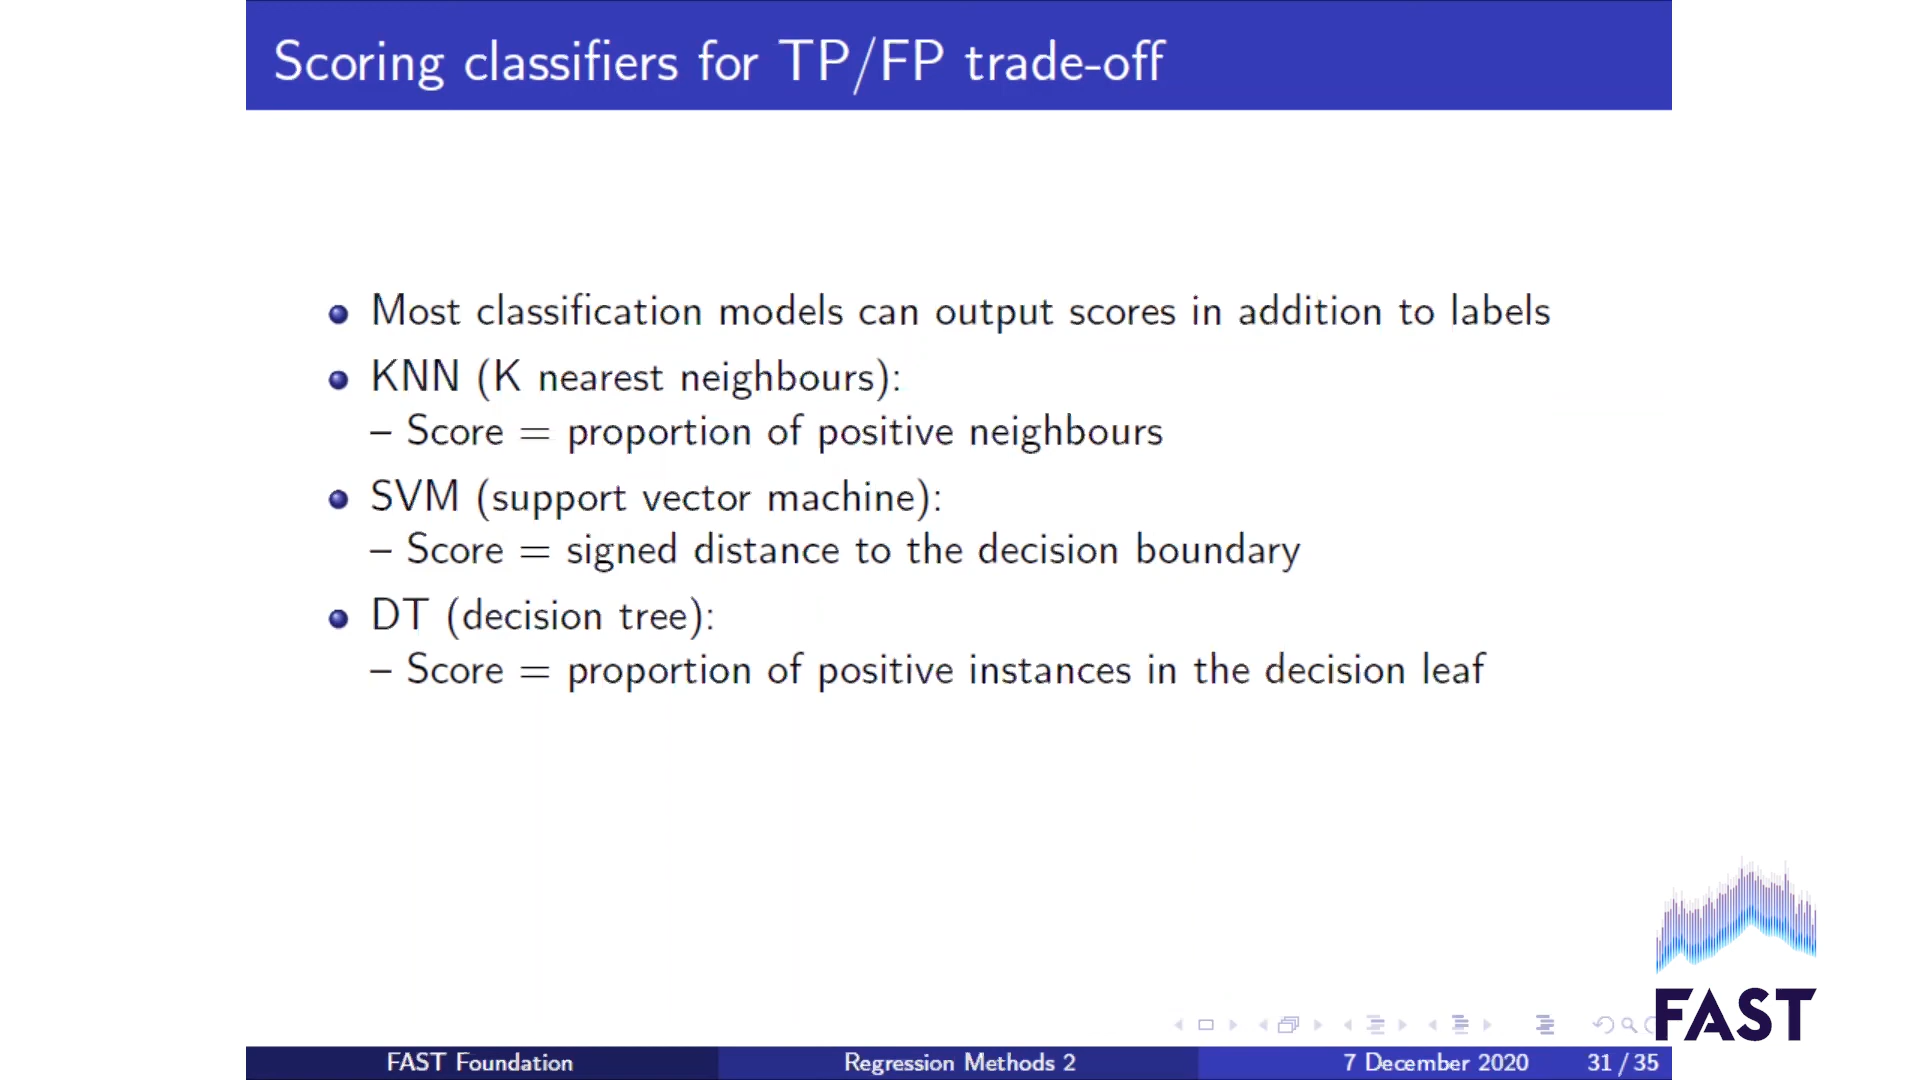 Scoring classifiers for TP/FP trade-off
Most classification models can output scores in addition to labels
KNN (K nearest neighbours):
– Score = proportion of positive neighbours
SVM (support vector machine):
– Score = signed distance to the decision boundary
DT (decision tree):
– Score = proportion of positive instances in the decision leaf
FAST
FAST Foundation Regression Methods 2 7 December 2020 31 / 35